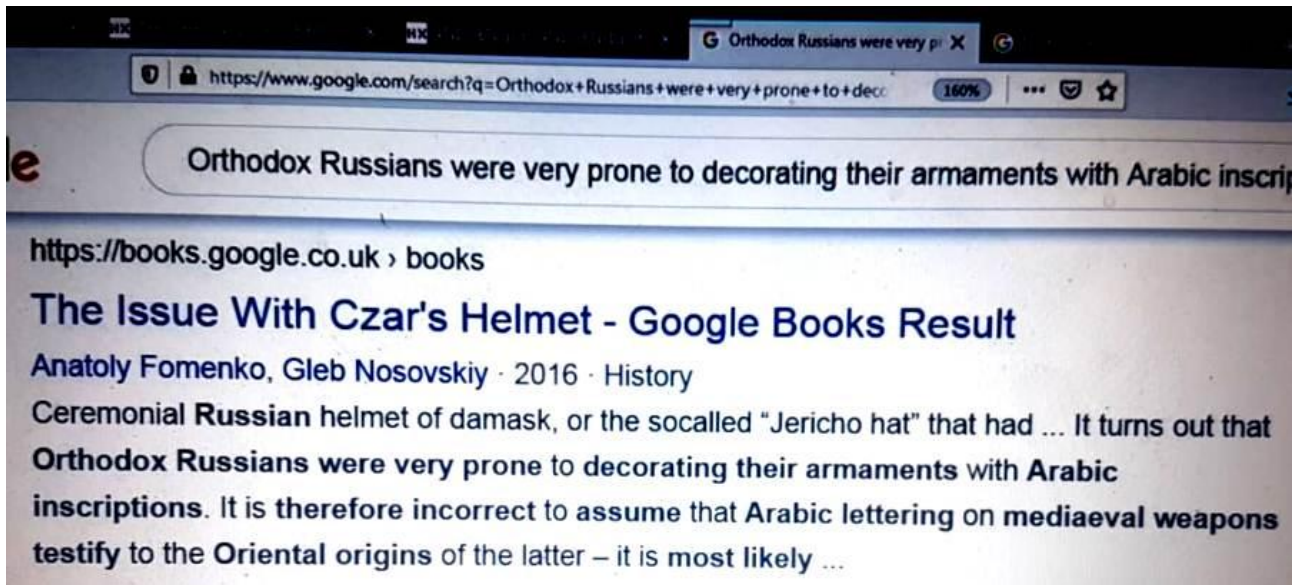 G Orthodox Russians were very p
https://www.google.com/search?q=Orthodox+Russians+were+very+prone+to+deco
160%
le
Orthodox Russians were very prone to decorating their armaments with Arabic inscrip
https://books.google.co.uk › books
The Issue With Czar's Helmet - Google Books Result
Anatoly Fomenko, Gleb Nosovskiy · 2016 · History
Ceremonial Russian helmet of damask, or the socalled “Jericho hat” that had ... It turns out that
Orthodox Russians were very prone to decorating their armaments with Arabic
inscriptions. It is therefore incorrect to assume that Arabic lettering on mediaeval weapons
testify to the Oriental origins of the latter – it is most likely ...